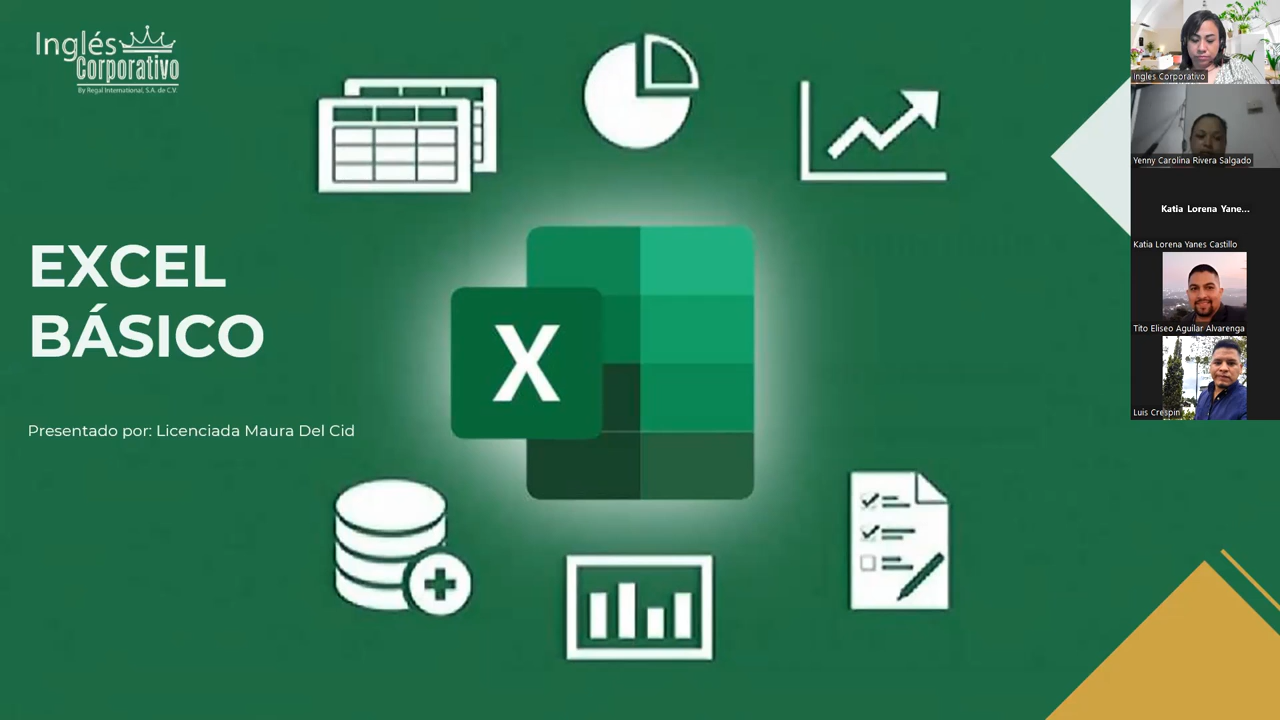 Inglés
Corporativo
By Regal International, S.A. de C.V.
EXCEL
BÁSICO
Presentado por: Licenciada Maura Del Cid
X
Ingles Corporativo
Yenny Carolina Rivera Salgado
Katia Lorena Yane...
Katia Lorena Yanes Castillo
Tito Eliseo Aguilar Alvarenga
Luis Crespin